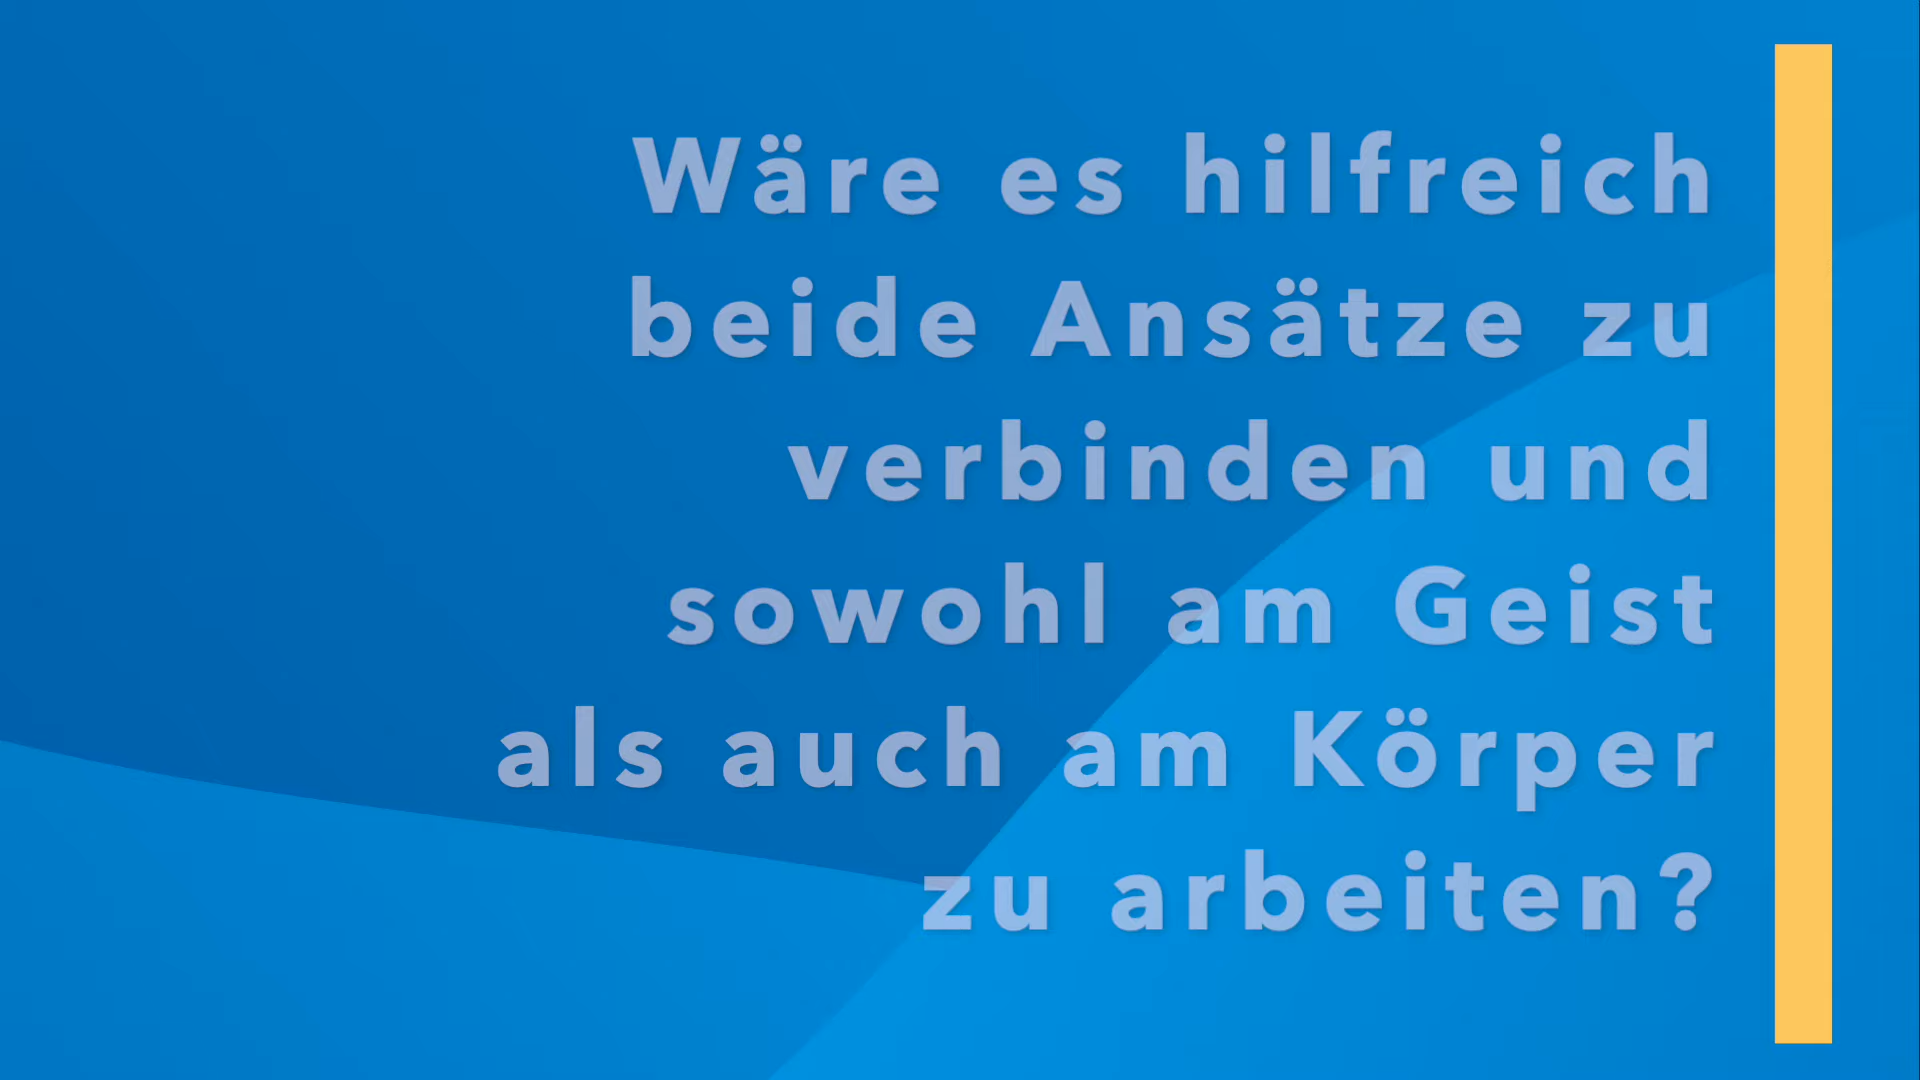 Wäre es hilfreich
beide Ansätze zu
verbinden und
sowohl am Geist
als auch am Körper
zu arbeiten?